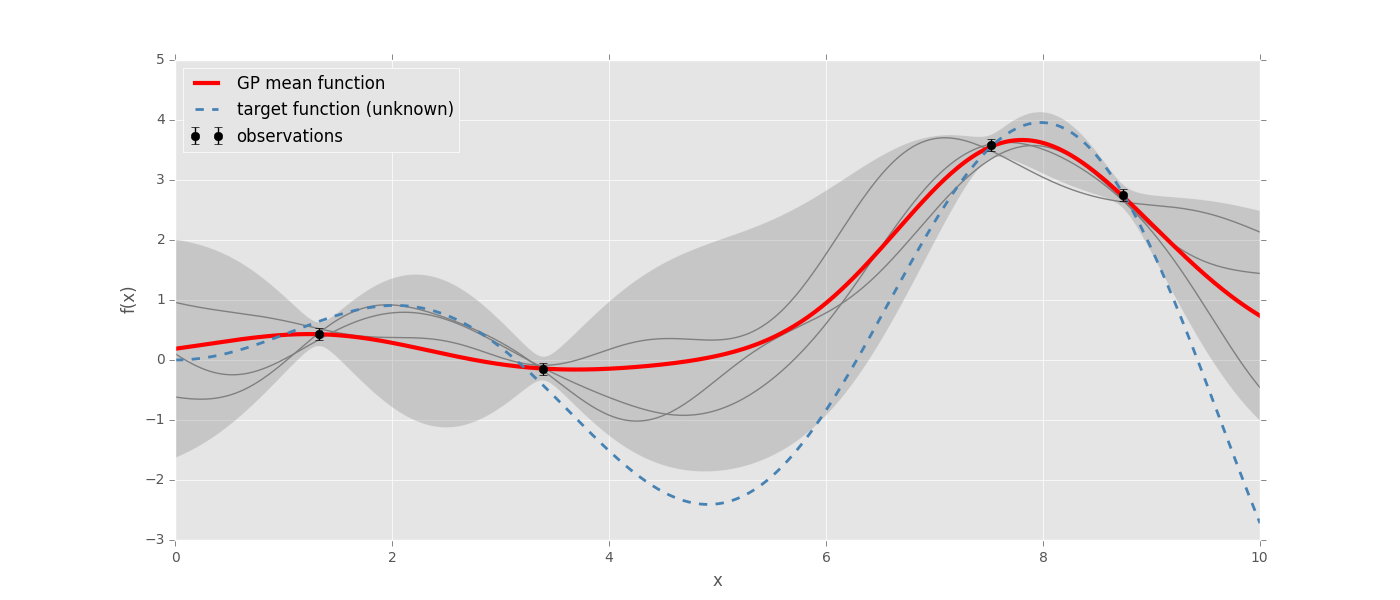 GP mean function
target function (unknown)
observations
5
4
3
2
1
0
−1
−2
−3
f(x)
0 2 4 6 8 10
x